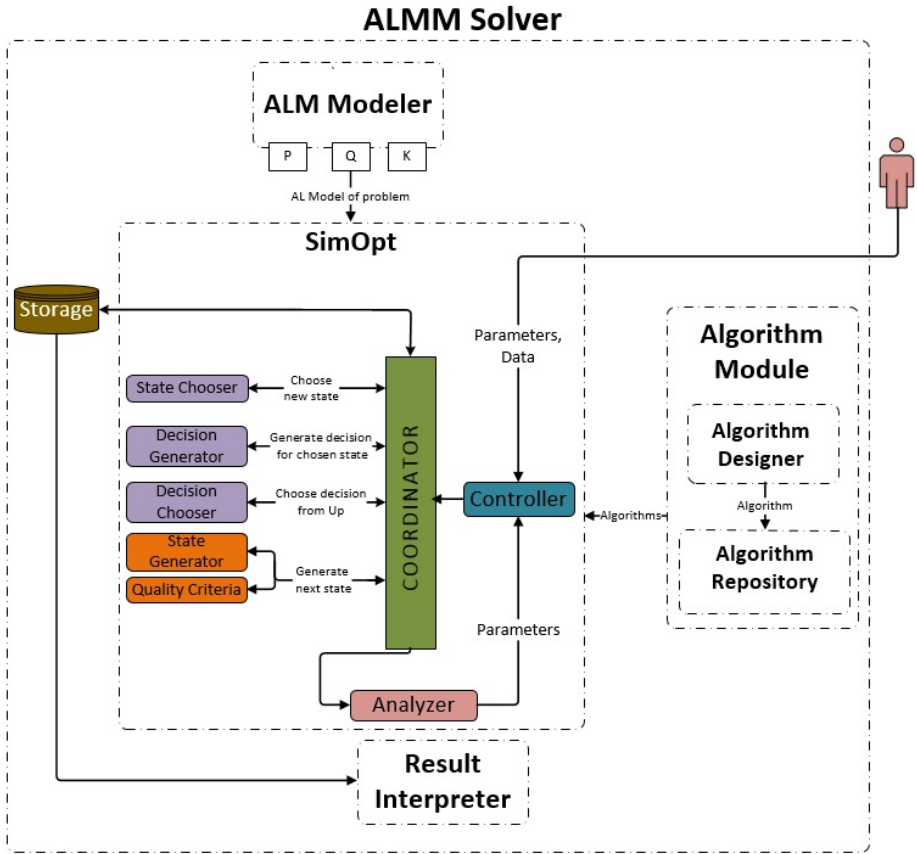 ALMM Solver
ALM Modeler
P
Q
K
AL Model of problem
SimOpt
Storage
Parameters,
Data
Algorithm
Module
State Chooser
Choose
new state
Decision
Generator
Generate decision
for chosen state
Algorithm
Designer
Decision
Chooser
Choose decision
from Up
COORDINATOR
Controller
Algorithms
Algorithm
State
Generator
Quality Criteria
Generate
next state
Algorithm
Repository
Parameters
Analyzer
Result
Interpreter